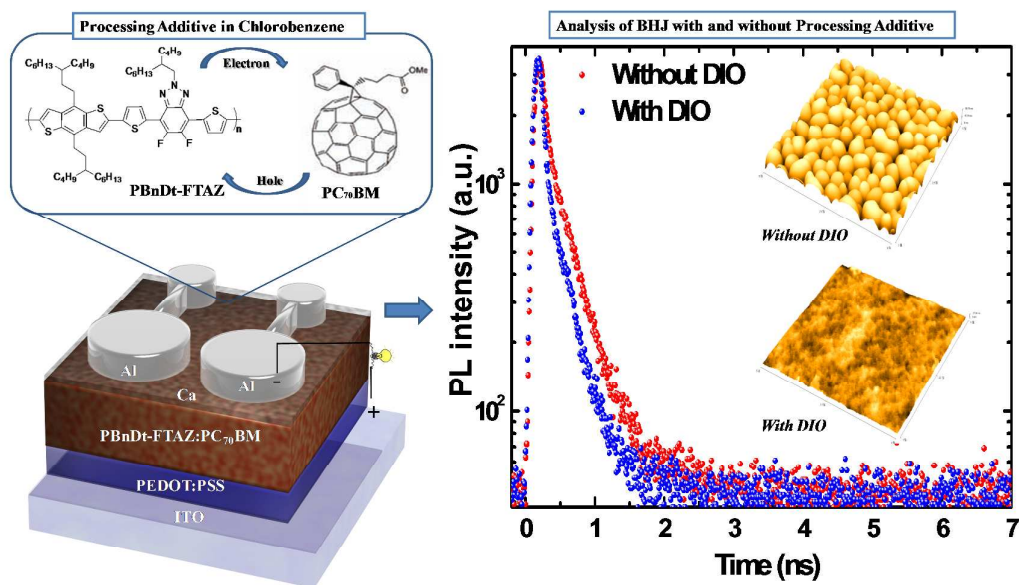 Processing Additive in Chlorobenzene
C₄H₉
C₆H₁₃ C₄H₉
C₆H₁₃
Electron
OMe
O
N
N N
S S
S S
n
F F
C₄H₉ C₆H₁₃
PBnDt-FTAZ
Hole
PC₇₀BM
Al
Al
−
Ca
+
PBnDt-FTAZ:PC₇₀BM
PEDOT:PSS
ITO
Analysis of BHJ with and without Processing Additive
Without DIO
With DIO
Without DIO
With DIO
PL intensity (a.u.)
10³
10²
0 1 2 3 4 5 6 7
Time (ns)